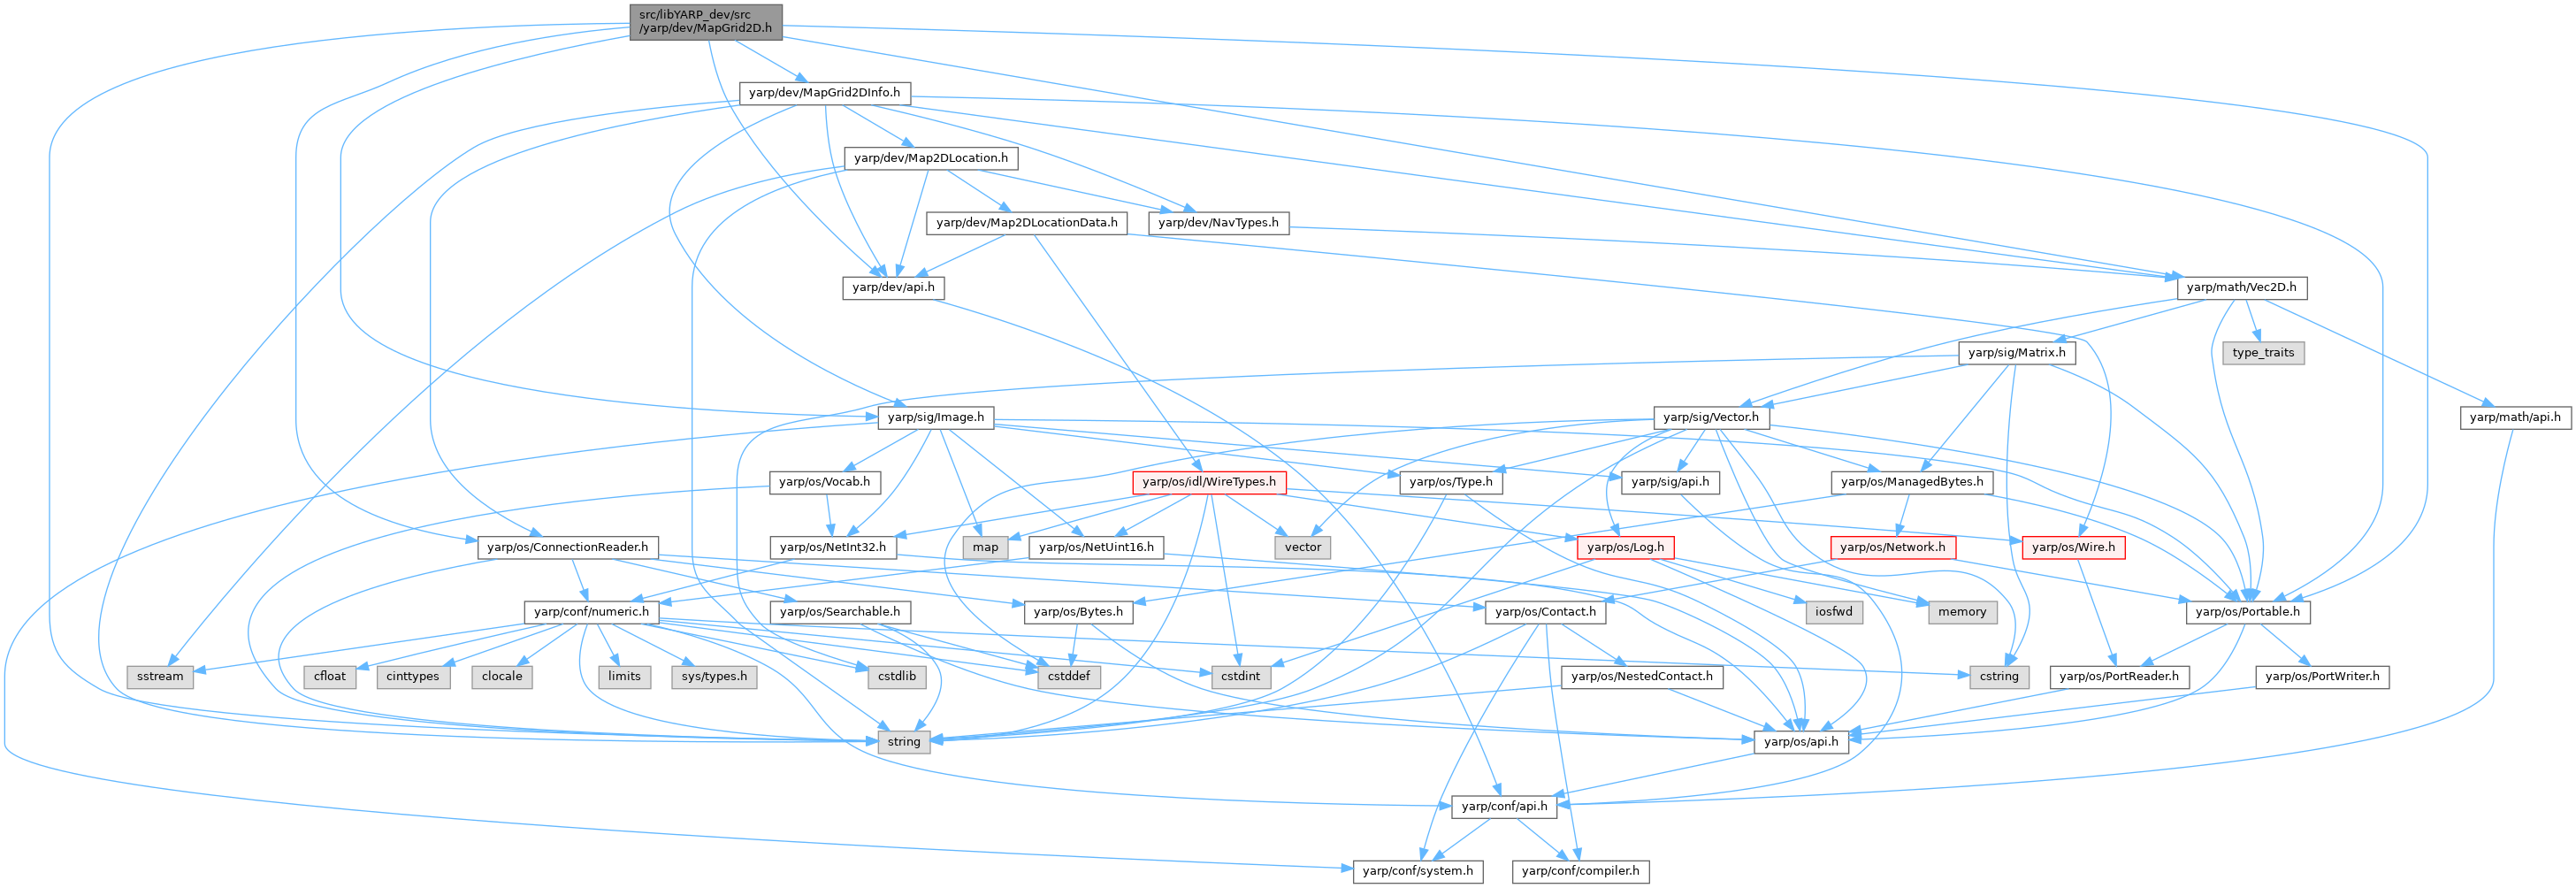 src/libYARP_dev/src
/yarp/dev/MapGrid2D.h
yarp/dev/MapGrid2DInfo.h
yarp/dev/Map2DLocation.h
yarp/dev/Map2DLocationData.h
yarp/dev/NavTypes.h
yarp/dev/api.h
yarp/math/Vec2D.h
yarp/sig/Matrix.h
type_traits
yarp/sig/Image.h
yarp/sig/Vector.h
yarp/math/api.h
yarp/os/Vocab.h
yarp/os/idl/WireTypes.h
yarp/os/Type.h
yarp/sig/api.h
yarp/os/ManagedBytes.h
yarp/os/ConnectionReader.h
yarp/os/NetInt32.h
map
yarp/os/NetUint16.h
vector
yarp/os/Log.h
yarp/os/Network.h
yarp/os/Wire.h
yarp/conf/numeric.h
yarp/os/Searchable.h
yarp/os/Bytes.h
yarp/os/Contact.h
iosfwd
memory
yarp/os/Portable.h
sstream
cfloat
cinttypes
clocale
limits
sys/types.h
cstdlib
cstddef
cstdint
yarp/os/NestedContact.h
cstring
yarp/os/PortReader.h
yarp/os/PortWriter.h
string
yarp/os/api.h
yarp/conf/api.h
yarp/conf/system.h
yarp/conf/compiler.h